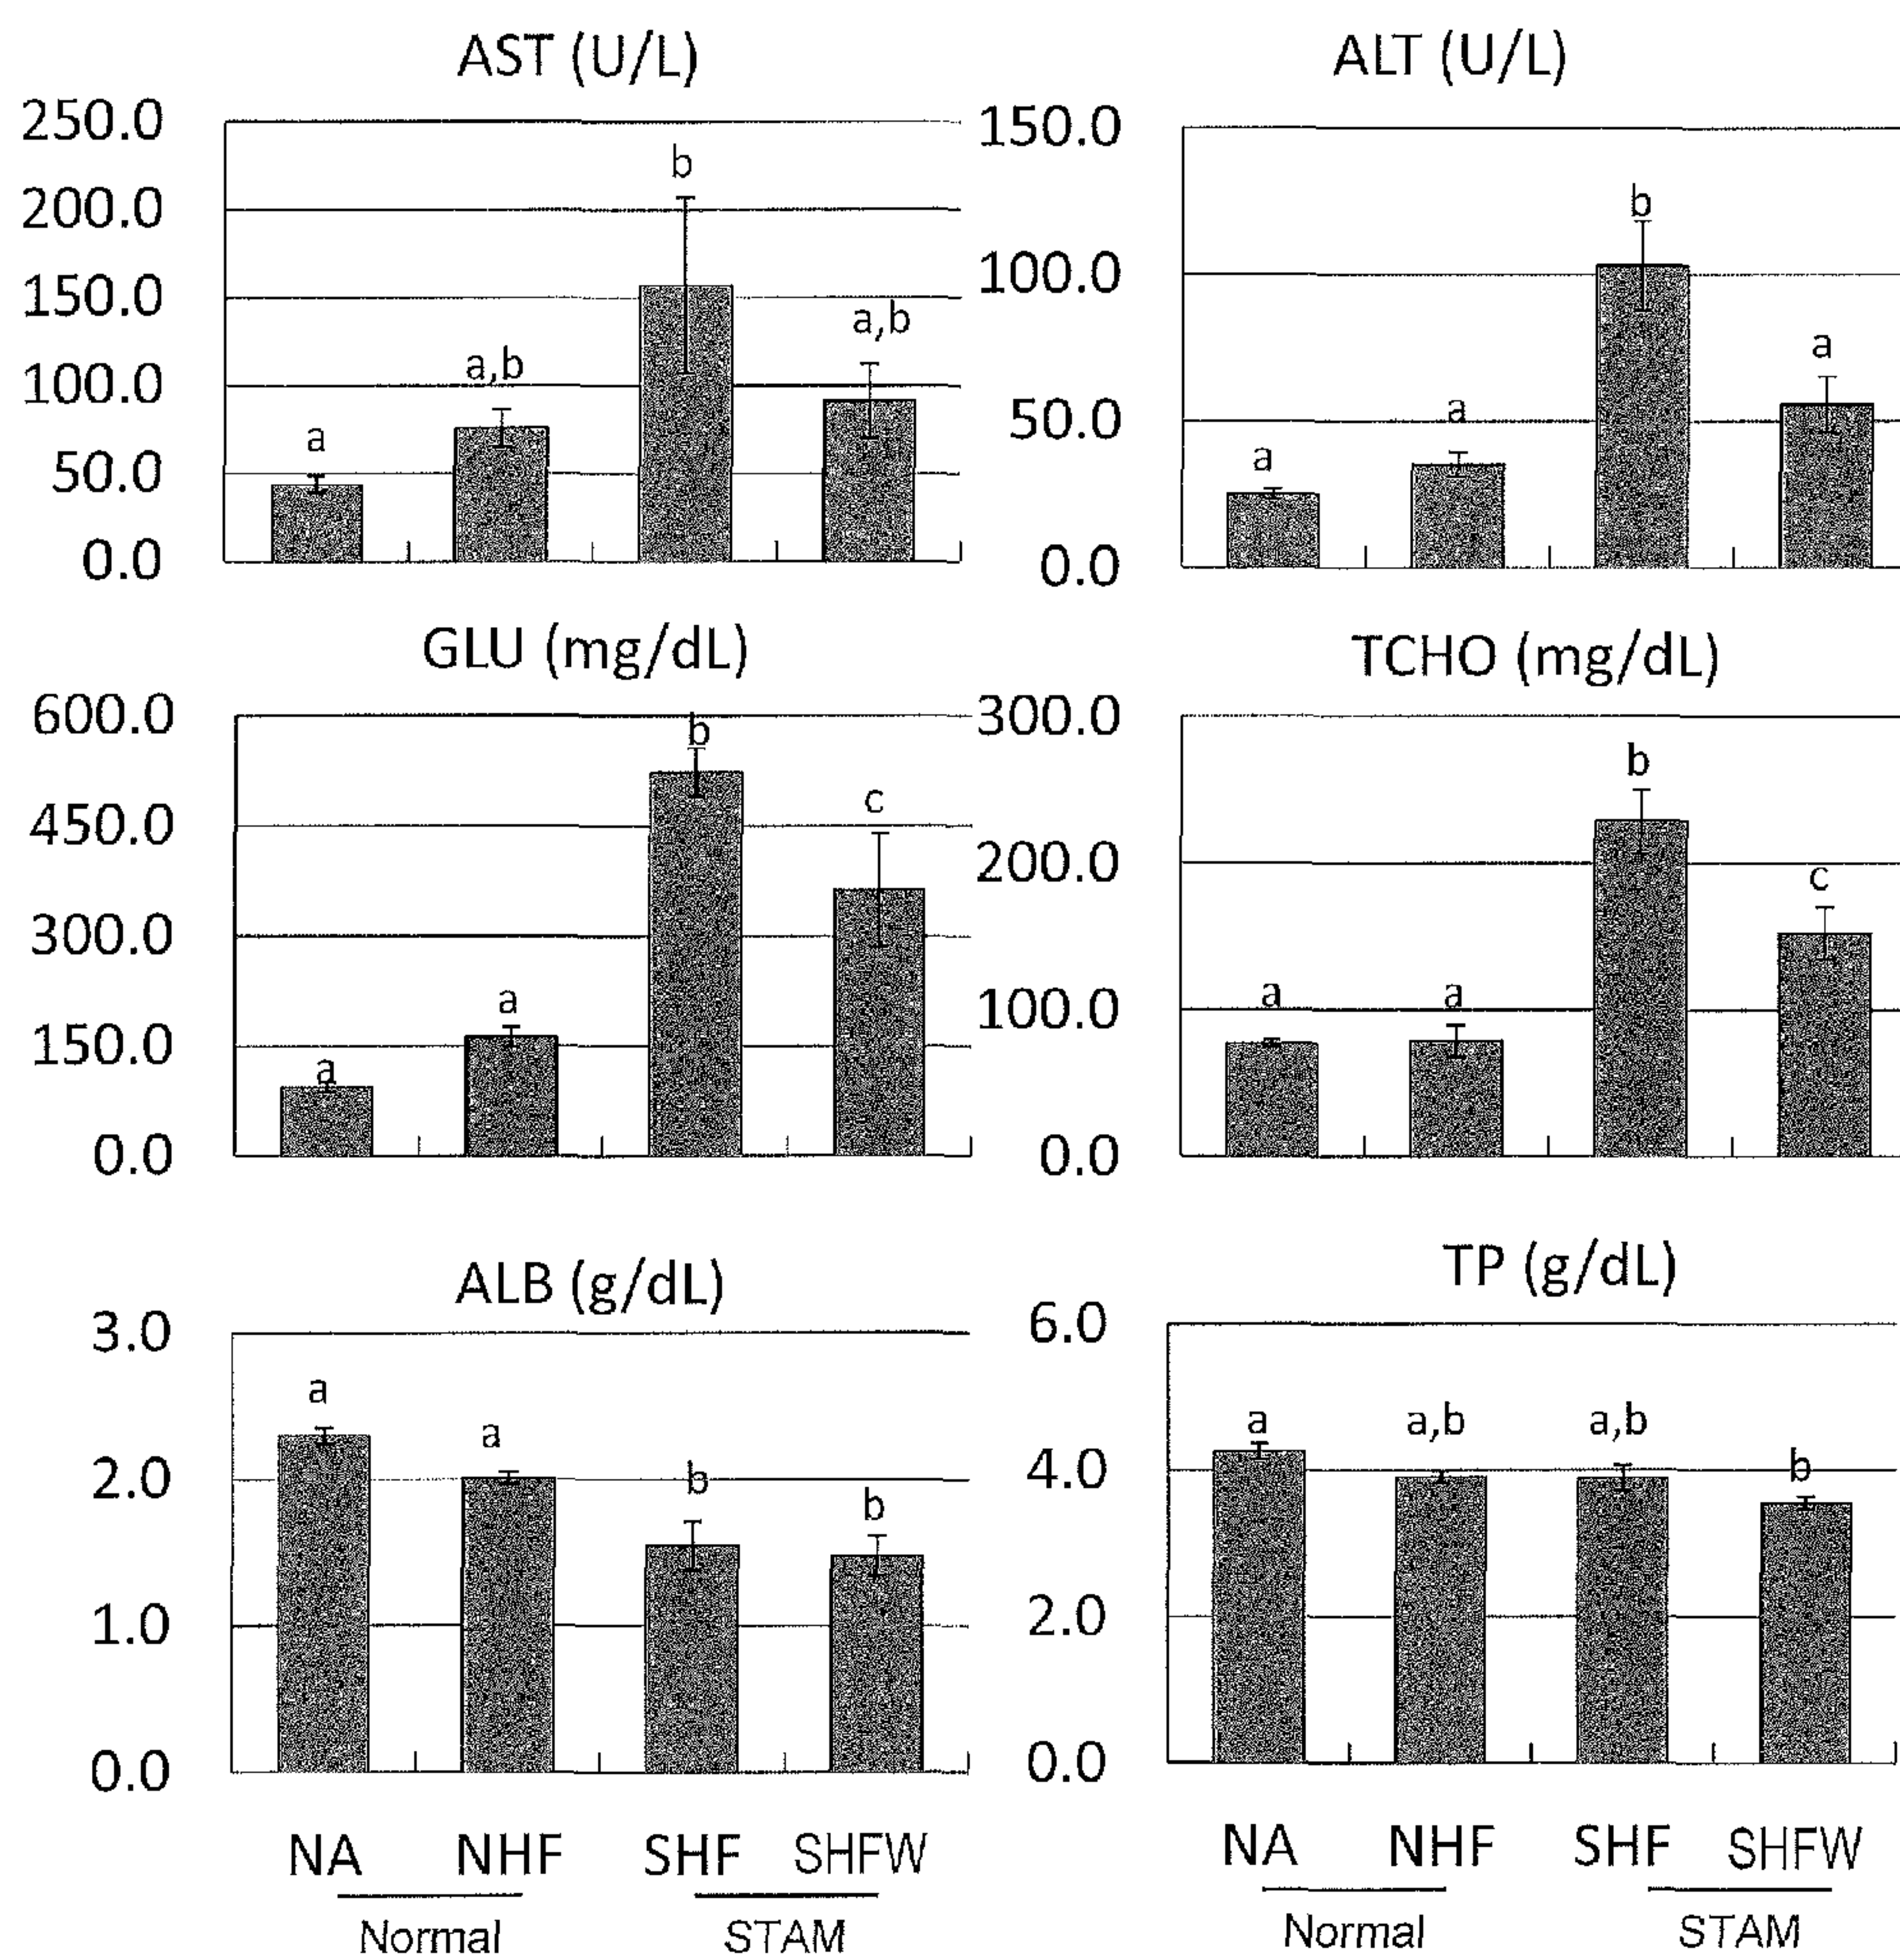 AST (U/L)
250.0
200.0
150.0
100.0
50.0
0.0
a
a,b
b
a,b
ALT (U/L)
150.0
100.0
50.0
0.0
a
a
b
a
GLU (mg/dL)
600.0
450.0
300.0
150.0
0.0
a
a
b
c
TCHO (mg/dL)
300.0
200.0
100.0
0.0
a
a
b
c
ALB (g/dL)
3.0
2.0
1.0
0.0
a
a
b
b
NA NHF SHF SHFW
Normal STAM
TP (g/dL)
6.0
4.0
2.0
0.0
a
a,b
a,b
b
NA NHF SHF SHFW
Normal STAM